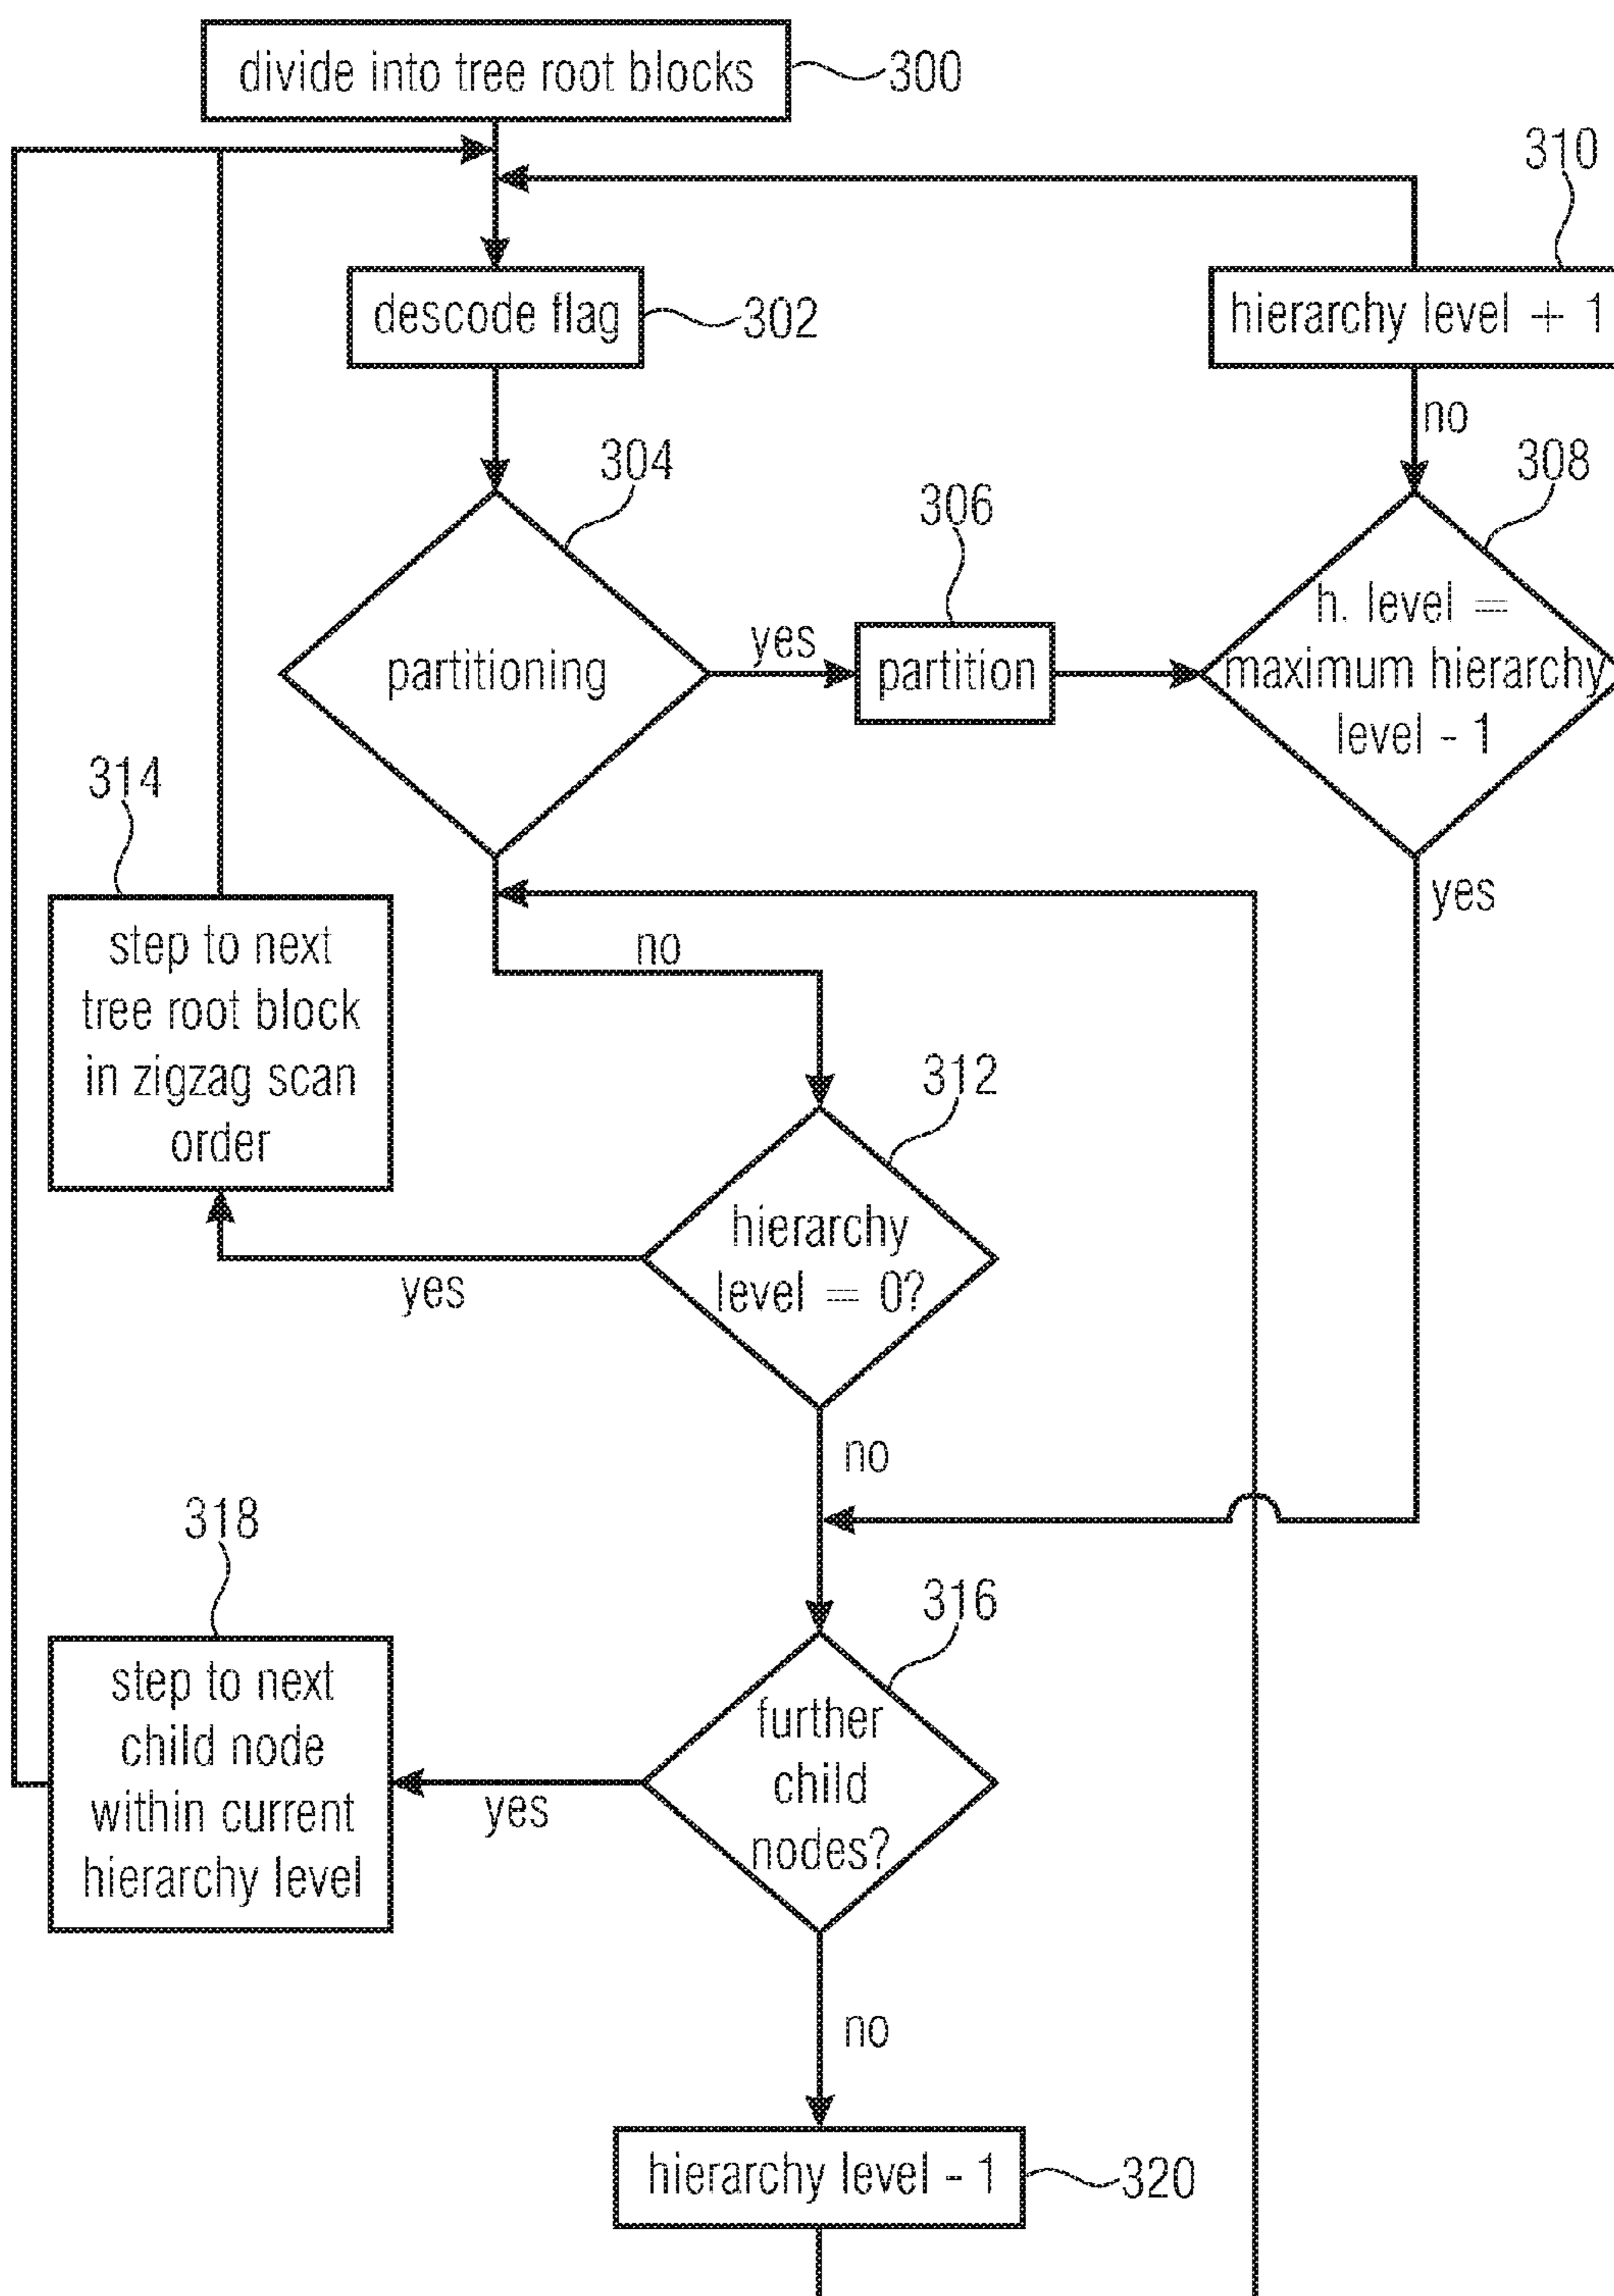 divide into tree root blocks
300
310
descode flag
302
hierarchy level + 1
no
304
308
306
yes
partitioning
partition
h. level ==
maximum hierarchy
level - 1
yes
314
step to next
tree root block
in zigzag scan
order
no
312
hierarchy
level == 0?
yes
no
318
316
step to next
child node
within current
hierarchy level
further
child
nodes?
yes
no
hierarchy level - 1
320